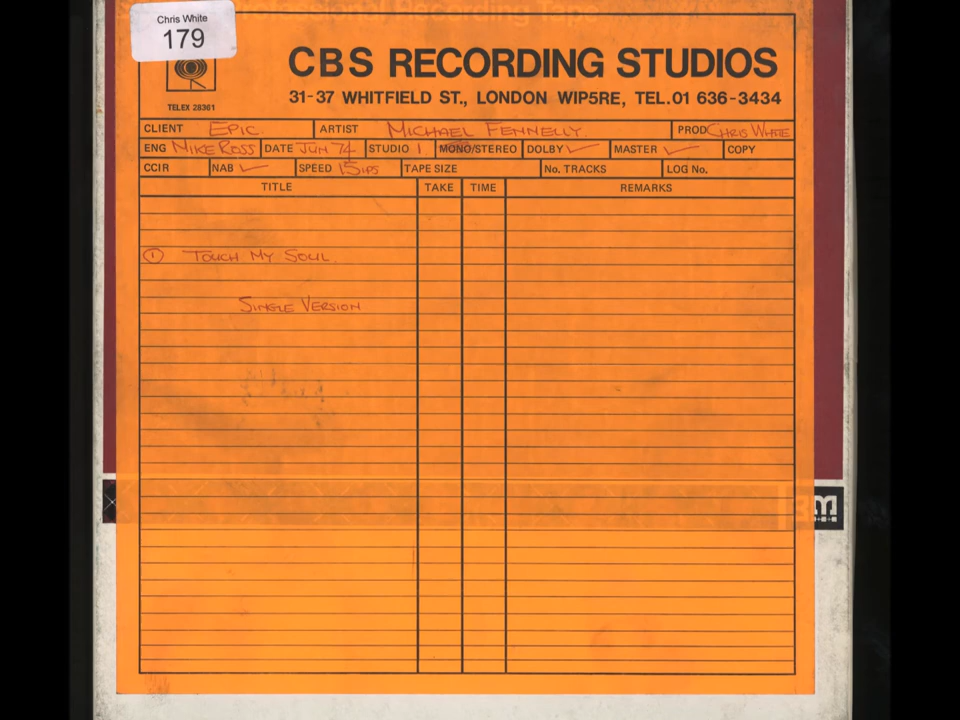 Chris White
179
CBS RECORDING STUDIOS
31-37 WHITFIELD ST., LONDON WIP5RE, TEL.01 636-3434
TELEX 28361
CLIENT EPIC. ARTIST MICHAEL FENNELLY. PROD CHRIS WHITE
ENG MIKE ROSS DATE JUN 74 STUDIO 1 MONO/STEREO DOLBY ✓ MASTER ✓ COPY
CCIR NAB ✓ SPEED 15 IPS TAPE SIZE No. TRACKS LOG No.
TITLE TAKE TIME REMARKS
① TOUCH MY SOUL.
SINGLE VERSION
3M